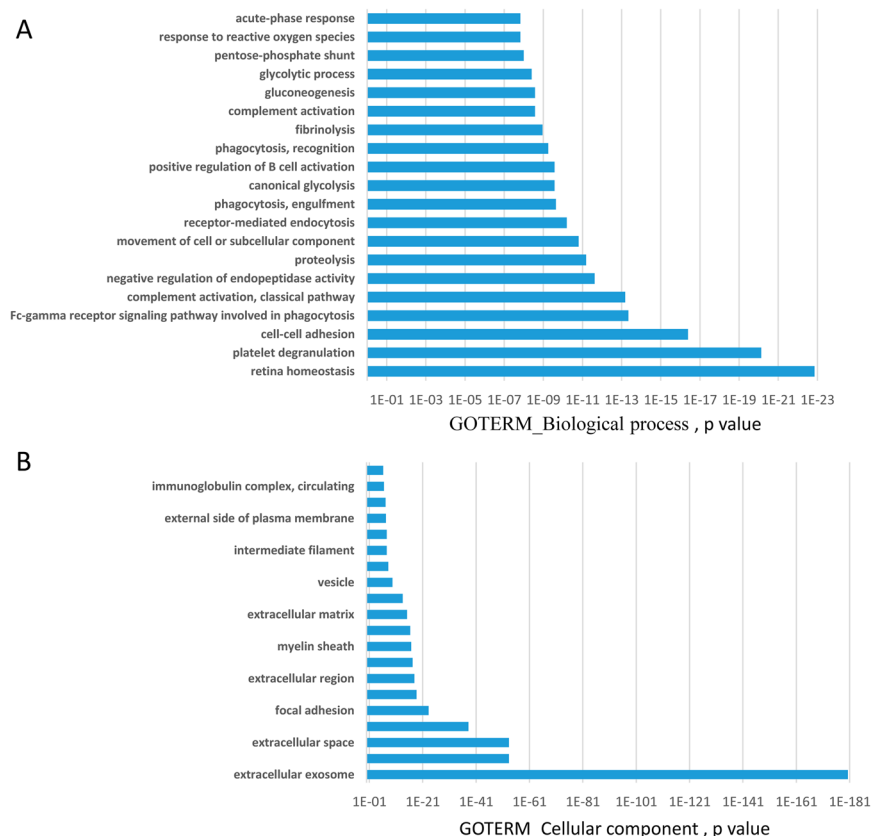 A
acute-phase response
response to reactive oxygen species
pentose-phosphate shunt
glycolytic process
gluconeogenesis
complement activation
fibrinolysis
phagocytosis, recognition
positive regulation of B cell activation
canonical glycolysis
phagocytosis, engulfment
receptor-mediated endocytosis
movement of cell or subcellular component
proteolysis
negative regulation of endopeptidase activity
complement activation, classical pathway
Fc-gamma receptor signaling pathway involved in phagocytosis
cell-cell adhesion
platelet degranulation
retina homeostasis
1E-01 1E-03 1E-05 1E-07 1E-09 1E-11 1E-13 1E-15 1E-17 1E-19 1E-21 1E-23
GOTERM_Biological process , p value
B
immunoglobulin complex, circulating
external side of plasma membrane
intermediate filament
vesicle
extracellular matrix
myelin sheath
extracellular region
focal adhesion
extracellular space
extracellular exosome
1E-01 1E-21 1E-41 1E-61 1E-81 1E-101 1E-121 1E-141 1E-161 1E-181
GOTERM_Cellular component , p value